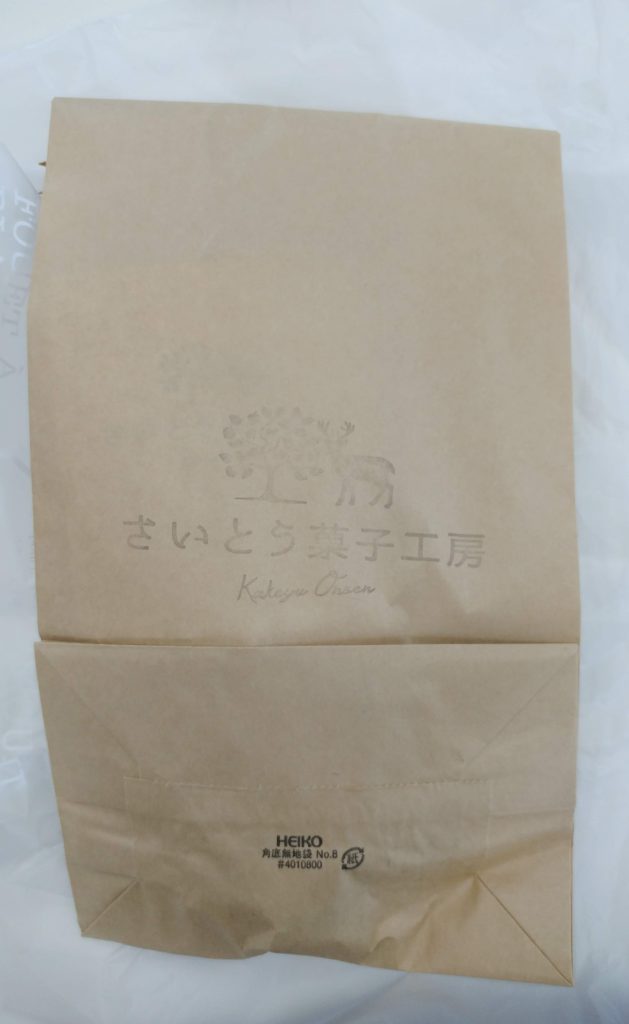 さいとう菓子工房
Kakeyu Onsen
HEIKO
角底無地袋 No.8
#4010800
紙